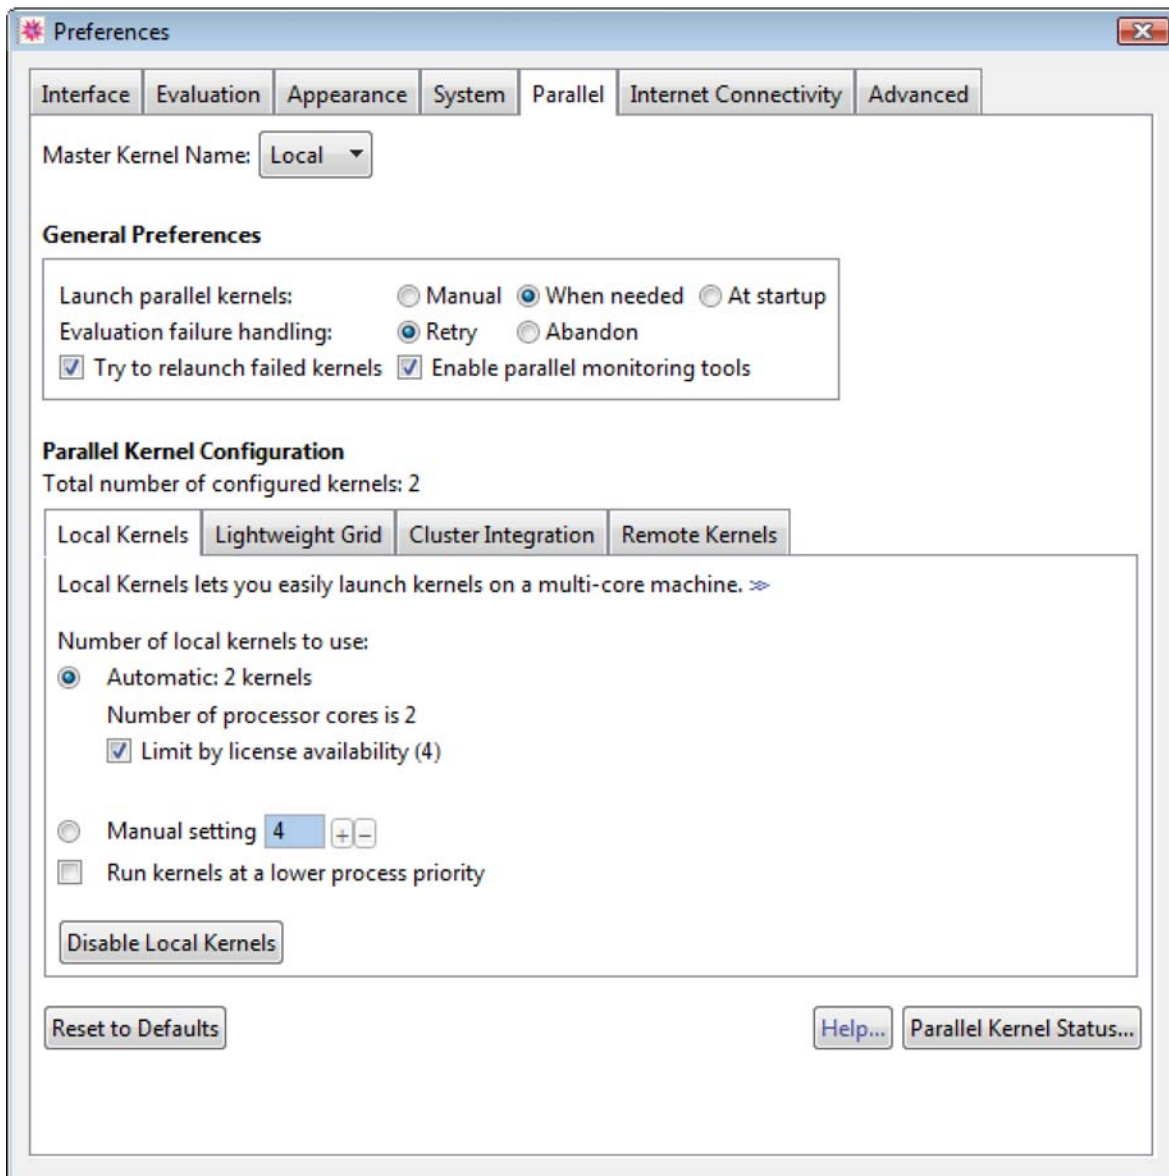 Preferences
Interface Evaluation Appearance System Parallel Internet Connectivity Advanced
Master Kernel Name: Local
General Preferences
Launch parallel kernels: Manual When needed At startup
Evaluation failure handling: Retry Abandon
Try to relaunch failed kernels Enable parallel monitoring tools
Parallel Kernel Configuration
Total number of configured kernels: 2
Local Kernels Lightweight Grid Cluster Integration Remote Kernels
Local Kernels lets you easily launch kernels on a multi-core machine. ≫
Number of local kernels to use:
Automatic: 2 kernels
Number of processor cores is 2
Limit by license availability (4)
Manual setting 4 + −
Run kernels at a lower process priority
Disable Local Kernels
Reset to Defaults Help... Parallel Kernel Status...